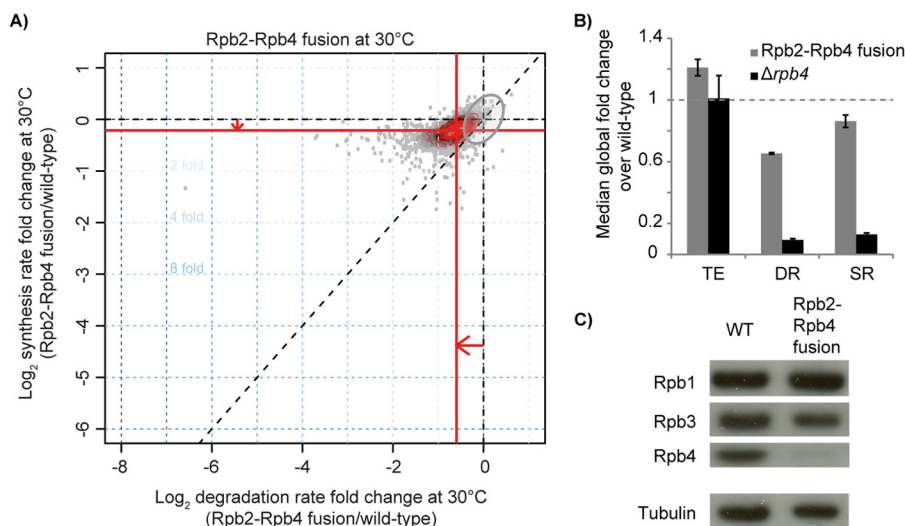 A)
Rpb2-Rpb4 fusion at 30°C
Log2 synthesis rate fold change at 30°C
(Rpb2-Rpb4 fusion/wild-type)
1
0
-1
-2
-3
-4
-5
-6
2 fold
4 fold
8 fold
-8
-6
-4
-2
0
Log2 degradation rate fold change at 30°C
(Rpb2-Rpb4 fusion/wild-type)
B)
Median global fold change
over wild-type
1.4
1
0.6
0.2
0
Rpb2-Rpb4 fusion
Δrpb4
TE
DR
SR
C)
WT
Rpb2-
Rpb4
fusion
Rpb1
Rpb3
Rpb4
Tubulin